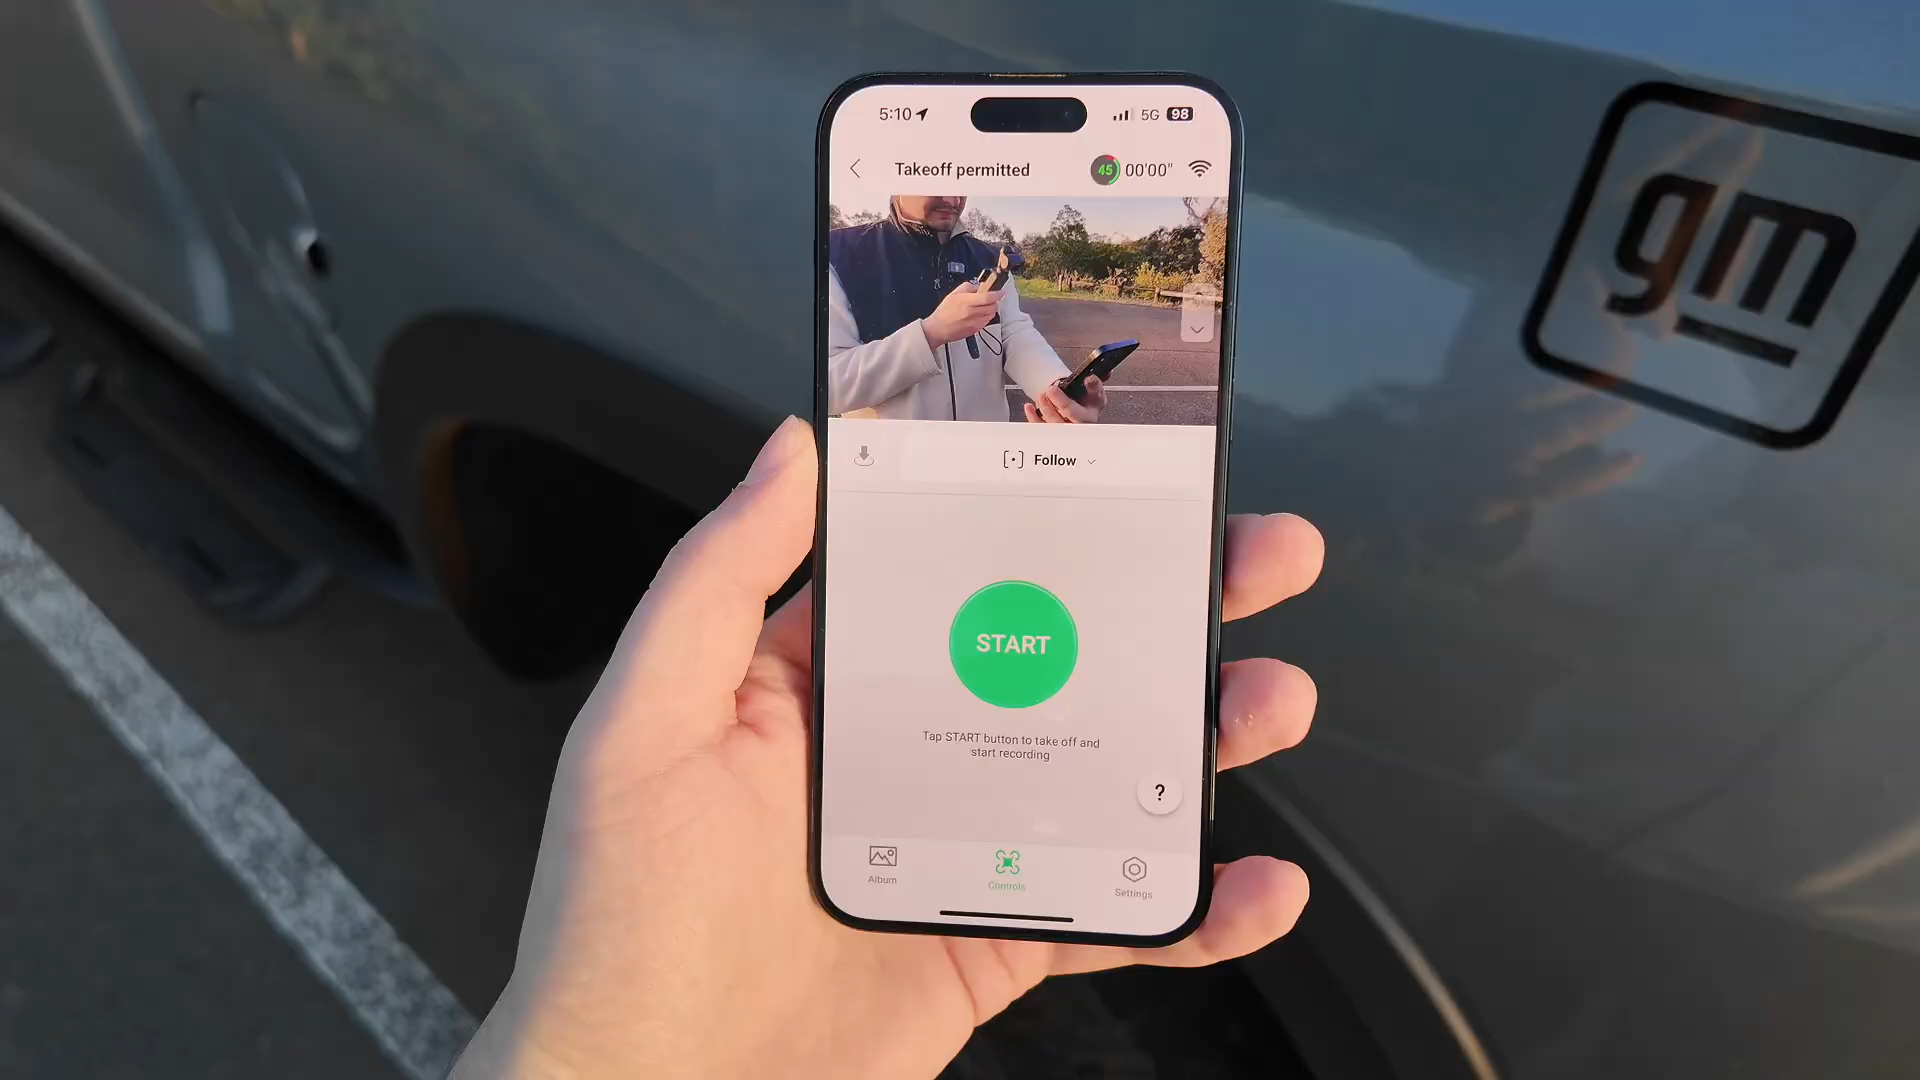 5:10
5G 98
Takeoff permitted
45 00'00"
Follow
START
Tap START button to take off and
start recording
?
Album
Controls
Settings
gm